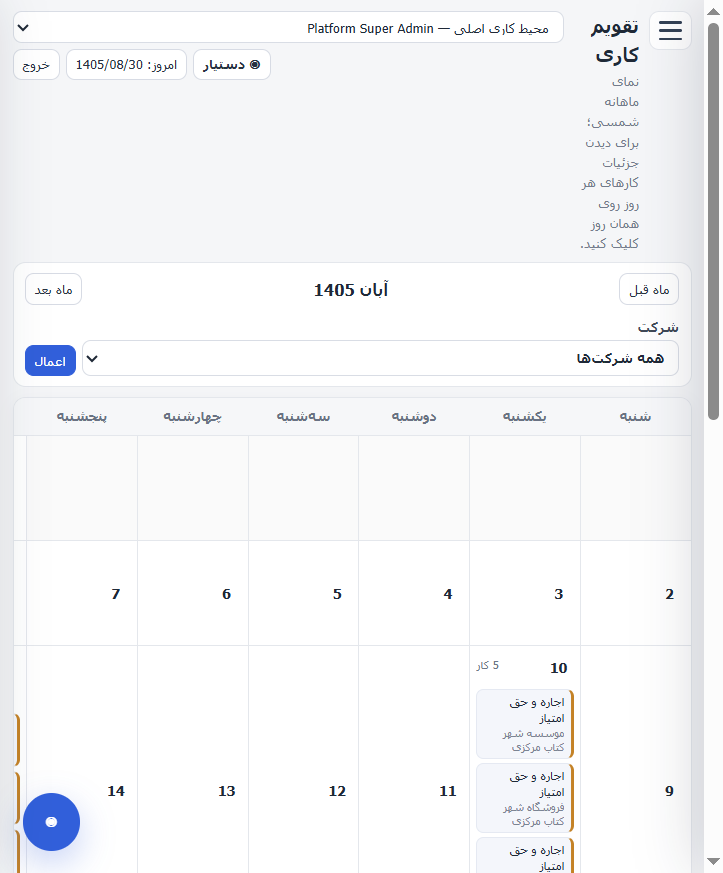 تقویم کاری
نمای ماهانه شمسی؛ برای دیدن جزئیات کارهای هر روز روی همان روز کلیک کنید.
محیط کاری اصلی — Platform Super Admin
◉ دستیار
امروز: 1405/08/30
خروج
ماه قبل
آبان 1405
ماه بعد
شرکت
همه شرکت‌ها
اعمال
شنبه یکشنبه دوشنبه سه‌شنبه چهارشنبه پنجشنبه
2 3 4 5 6 7
10
5 کار
اجاره و حق امتیاز
موسسه شهر کتاب مرکزی
اجاره و حق امتیاز
فروشگاه شهر کتاب مرکزی
اجاره و حق امتیاز
9 11 12 13 14